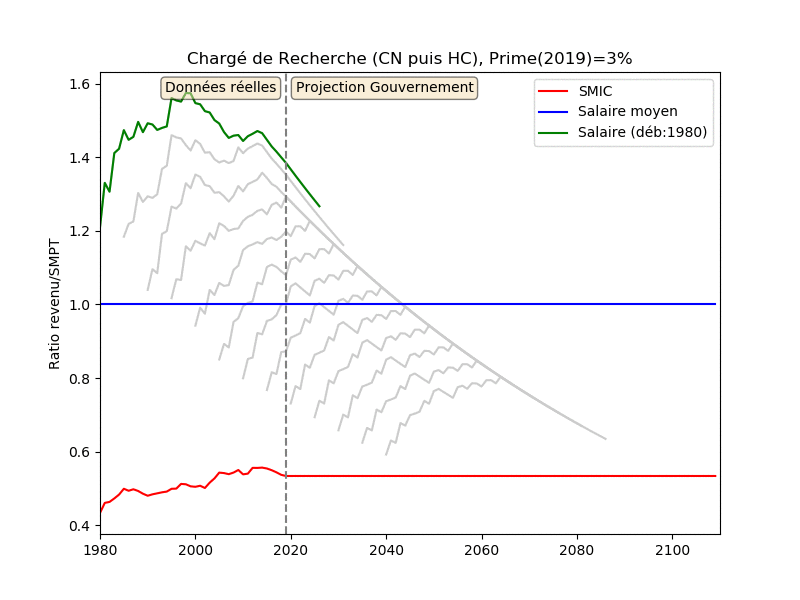 Chargé de Recherche (CN puis HC), Prime(2019)=3%
Données réelles
Projection Gouvernement
SMIC
Salaire moyen
Salaire (déb:1980)
Ratio revenu/SMPT
1.6
1.4
1.2
1.0
0.8
0.6
0.4
1980 2000 2020 2040 2060 2080 2100